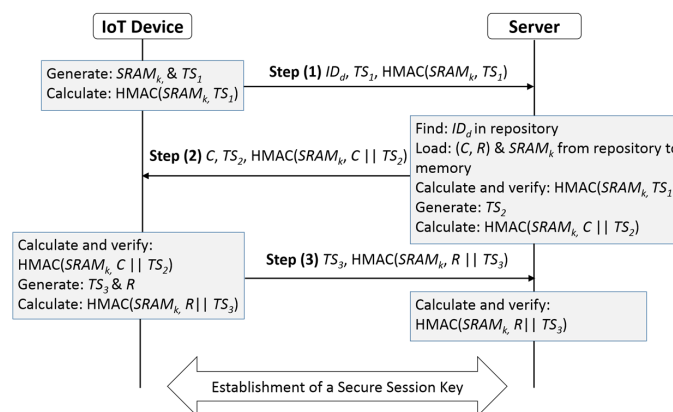 IoT Device
Server
Generate: SRAMk, & TS1
Calculate: HMAC(SRAMk, TS1)
Step (1) IDd, TS1, HMAC(SRAMk, TS1)
Find: IDd in repository
Load: (C, R) & SRAMk from repository to
memory
Calculate and verify: HMAC(SRAMk, TS1
Generate: TS2
Calculate: HMAC(SRAMk, C || TS2)
Step (2) C, TS2, HMAC(SRAMk, C || TS2)
Calculate and verify:
HMAC(SRAMk, C || TS2)
Generate: TS3 & R
Calculate: HMAC(SRAMk, R|| TS3)
Step (3) TS3, HMAC(SRAMk, R || TS3)
Calculate and verify:
HMAC(SRAMk, R|| TS3)
Establishment of a Secure Session Key